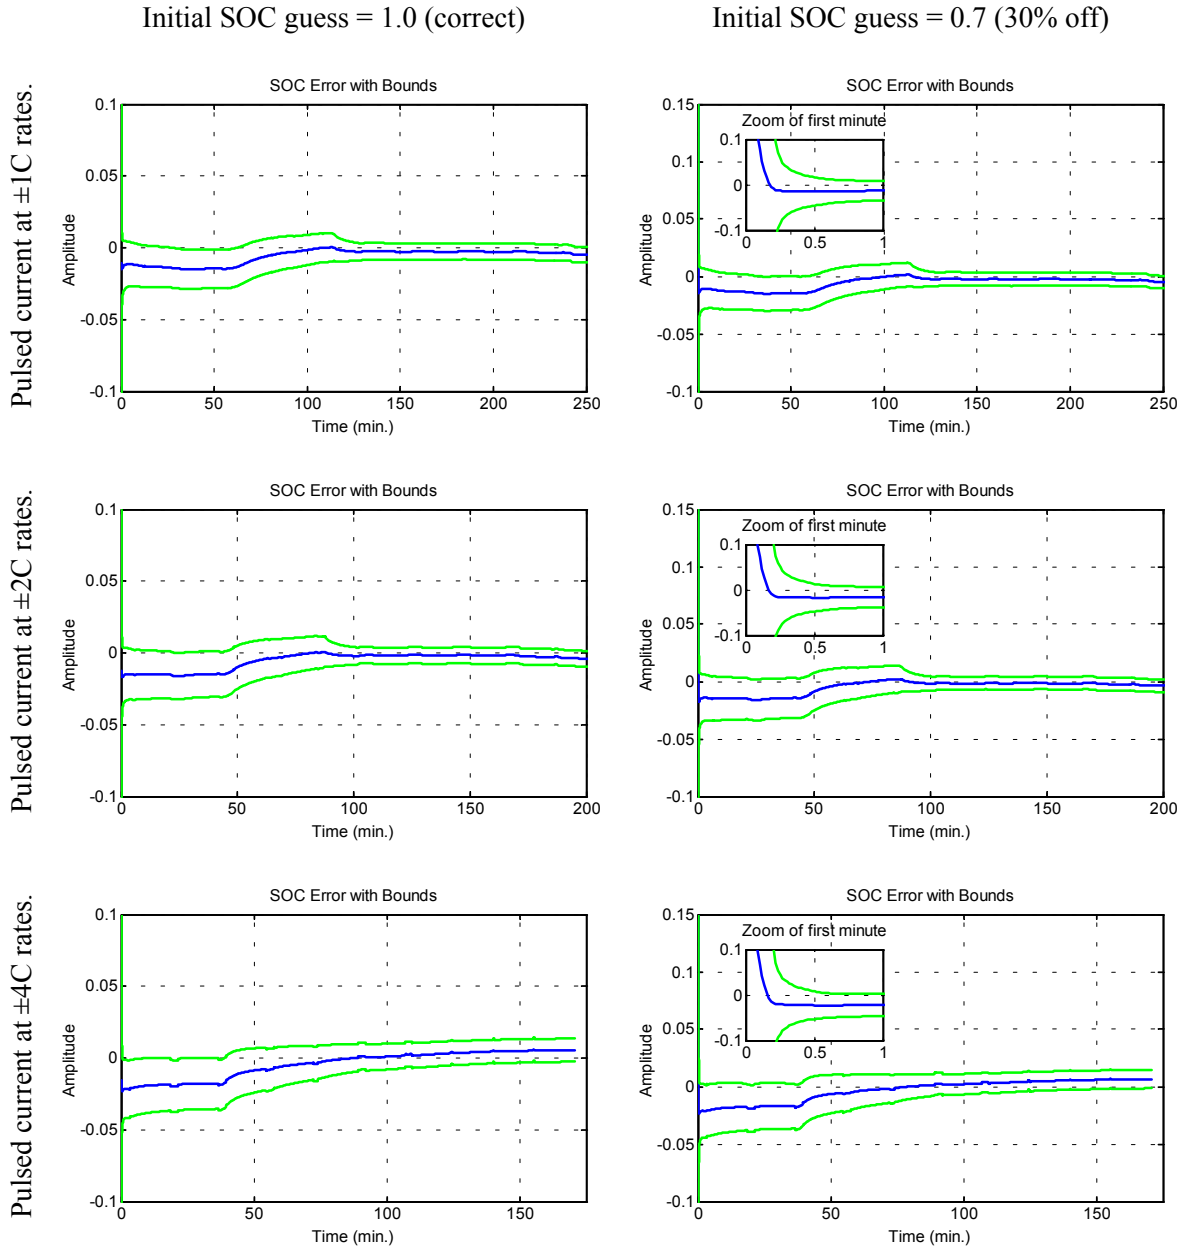 Initial SOC guess = 1.0 (correct)
Initial SOC guess = 0.7 (30% off)
Pulsed current at ±1C rates.
SOC Error with Bounds
Amplitude
0.1
0.05
0
-0.05
-0.1
0 50 100 150 200 250
Time (min.)
SOC Error with Bounds
Amplitude
0.15
0.1
0.05
0
-0.05
-0.1
Zoom of first minute
0.1
0
-0.1
0 0.5 1
0 50 100 150 200 250
Time (min.)
Pulsed current at ±2C rates.
SOC Error with Bounds
Amplitude
0.1
0.05
0
-0.05
-0.1
0 50 100 150 200
Time (min.)
SOC Error with Bounds
Amplitude
0.15
0.1
0.05
0
-0.05
-0.1
Zoom of first minute
0.1
0
-0.1
0 0.5 1
0 50 100 150 200
Time (min.)
Pulsed current at ±4C rates.
SOC Error with Bounds
Amplitude
0.1
0.05
0
-0.05
-0.1
0 50 100 150
Time (min.)
SOC Error with Bounds
Amplitude
0.15
0.1
0.05
0
-0.05
-0.1
Zoom of first minute
0.1
0
-0.1
0 0.5 1
0 50 100 150
Time (min.)